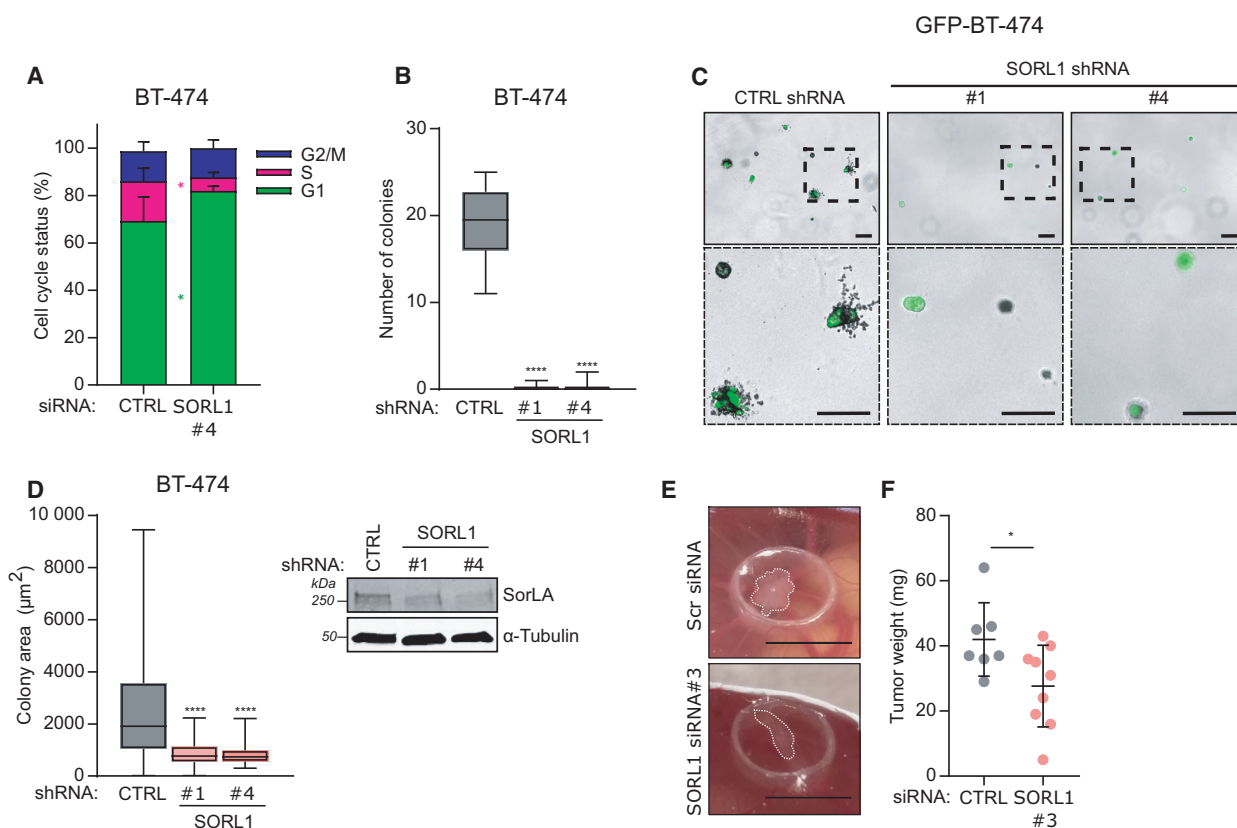 GFP-BT-474
A
BT-474
Cell cycle status (%)
100
80
60
40
20
0
G2/M
S
G1
*
*
siRNA: CTRL SORL1
#4
B
BT-474
Number of colonies
30
20
10
0
**** ****
shRNA: CTRL #1 #4
SORL1
C
SORL1 shRNA
CTRL shRNA #1 #4
D
BT-474
Colony area (µm2)
10 000
8000
6000
4000
2000
0
**** ****
shRNA: CTRL #1 #4
SORL1
CTRL
SORL1
shRNA: #1 #4
kDa
250 SorLA
50 α-Tubulin
E
Scr siRNA
SORL1 siRNA#3
F
Tumor weight (mg)
80
60
40
20
0
*
siRNA: CTRL SORL1
#3